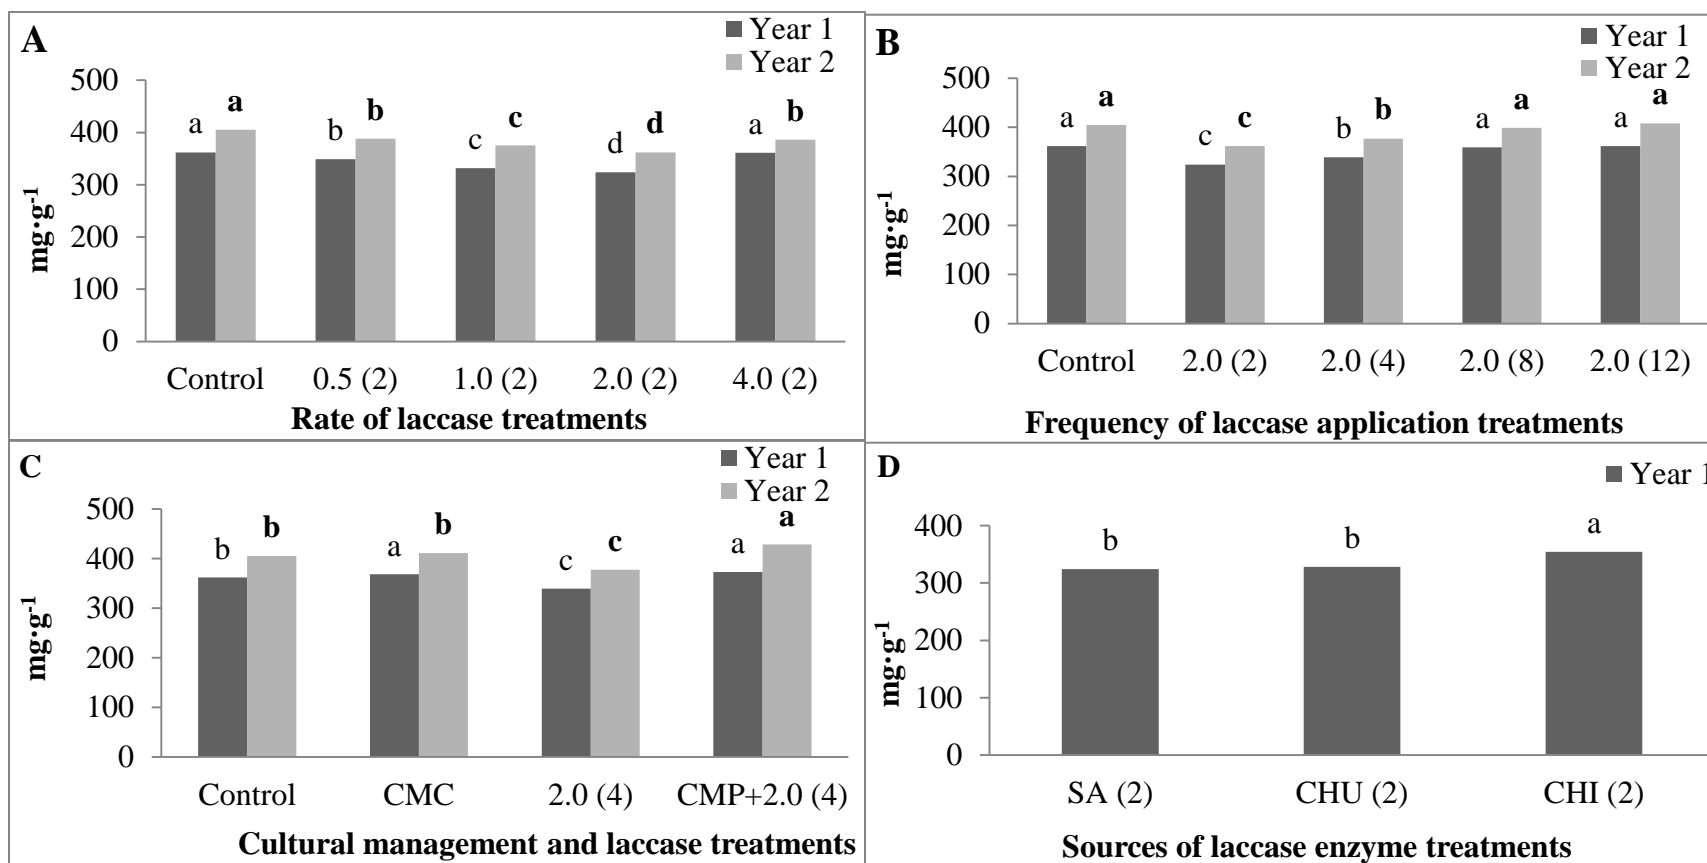 A
Year 1
Year 2
500
400
300
200
100
0
mg·g-1
a
a
b
b
c
c
d
d
a
b
Control
0.5 (2)
1.0 (2)
2.0 (2)
4.0 (2)
Rate of laccase treatments
B
Year 1
Year 2
500
400
300
200
100
0
mg·g-1
a
a
c
c
b
b
a
a
a
a
Control
2.0 (2)
2.0 (4)
2.0 (8)
2.0 (12)
Frequency of laccase application treatments
C
Year 1
Year 2
500
400
300
200
100
0
mg·g-1
b
b
a
b
c
c
a
a
Control
CMC
2.0 (4)
CMP+2.0 (4)
Cultural management and laccase treatments
D
Year 1
400
300
200
100
0
mg·g-1
b
b
a
SA (2)
CHU (2)
CHI (2)
Sources of laccase enzyme treatments